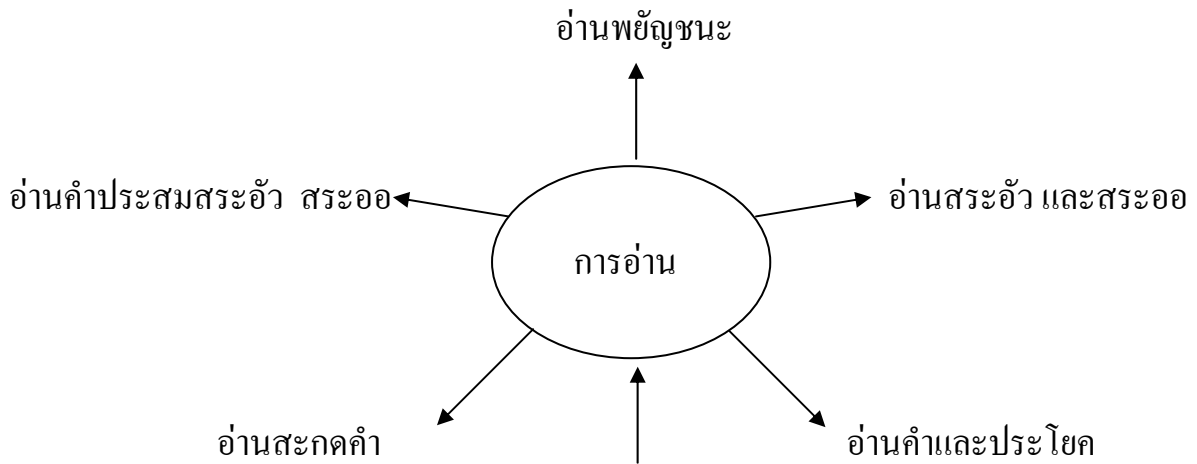 อ่านพยัญชนะ
อ่านคำประสมสระอัว สระออ
อ่านสระอัว และสระออ
การอ่าน
อ่านสะกดคำ
อ่านคำและประโยค